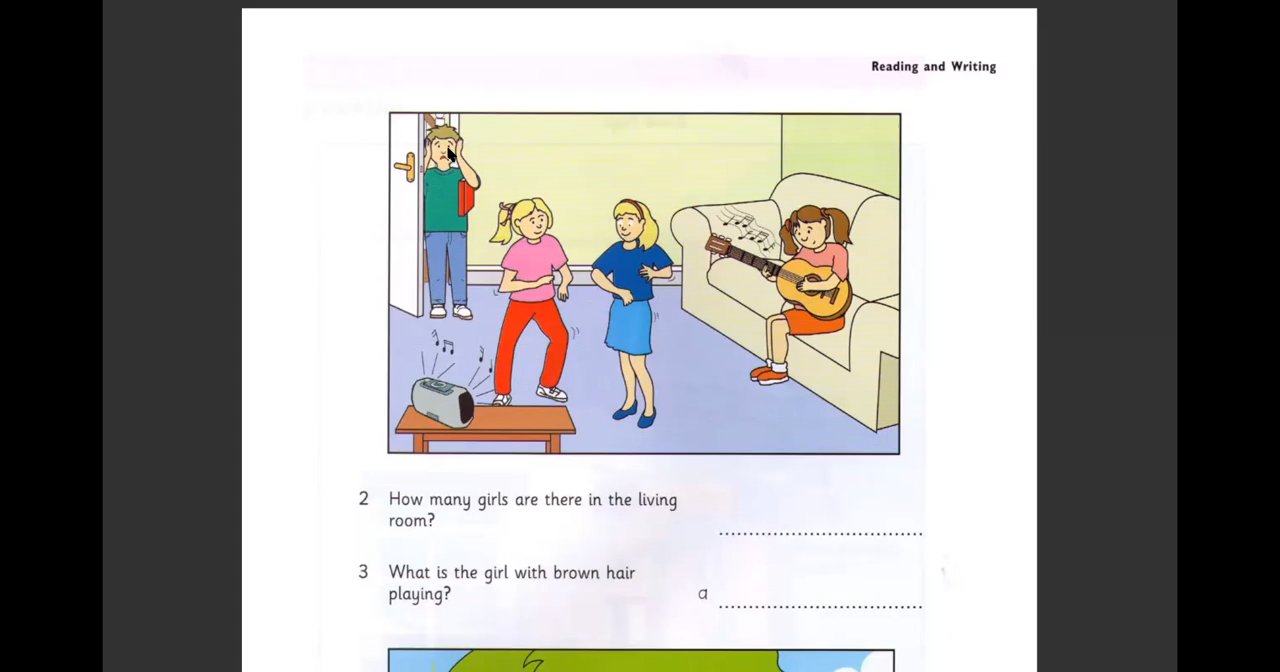 Reading and Writing
2 How many girls are there in the living
room? ........................................
3 What is the girl with brown hair
playing? a ........................................